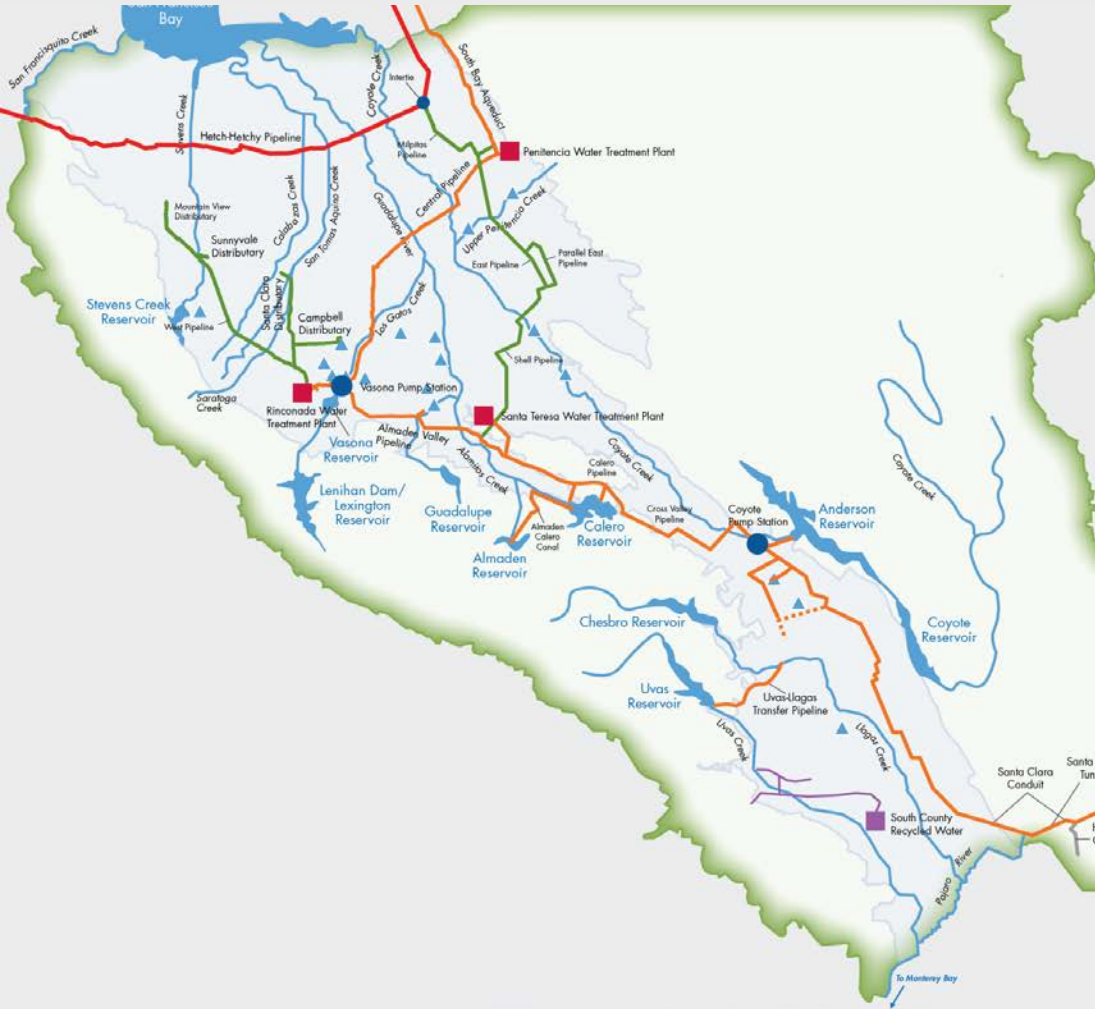 San Francisco
Bay
San Francisquito Creek
Stevens Creek
Coyote Creek
South Bay Aqueduct
Intertie
Hetch-Hetchy Pipeline
Milpitas
Pipeline
Penitencia Water Treatment Plant
Calabazas Creek
San Tomas Aquino Creek
Guadalupe River
Central Pipeline
Upper Penitencia Creek
Mountain View
Distributary
Sunnyvale
Distributary
East Pipeline
Parallel East
Pipeline
Stevens Creek
Reservoir
West Pipeline
Santa Clara
Distributary
Campbell
Distributary
Los Gatos Creek
Shell Pipeline
Saratoga
Creek
Rinconada Water
Treatment Plant
Vasona Pump Station
Santa Teresa Water Treatment Plant
Vasona
Reservoir
Almaden Valley
Pipeline
Alamitos Creek
Coyote Creek
Coyote Creek
Calero
Pipeline
Lenihan Dam/
Lexington
Reservoir
Guadalupe
Reservoir
Almaden
Calero
Canal
Calero
Reservoir
Cross Valley
Pipeline
Coyote
Pump Station
Anderson
Reservoir
Almaden
Reservoir
Chesbro Reservoir
Coyote
Reservoir
Uvas
Reservoir
Uvas-Llagas
Transfer Pipeline
Uvas Creek
Llagas Creek
Santa Clara
Conduit
Santa
Tun
South County
Recycled Water
Pajaro River
To Monterey Bay